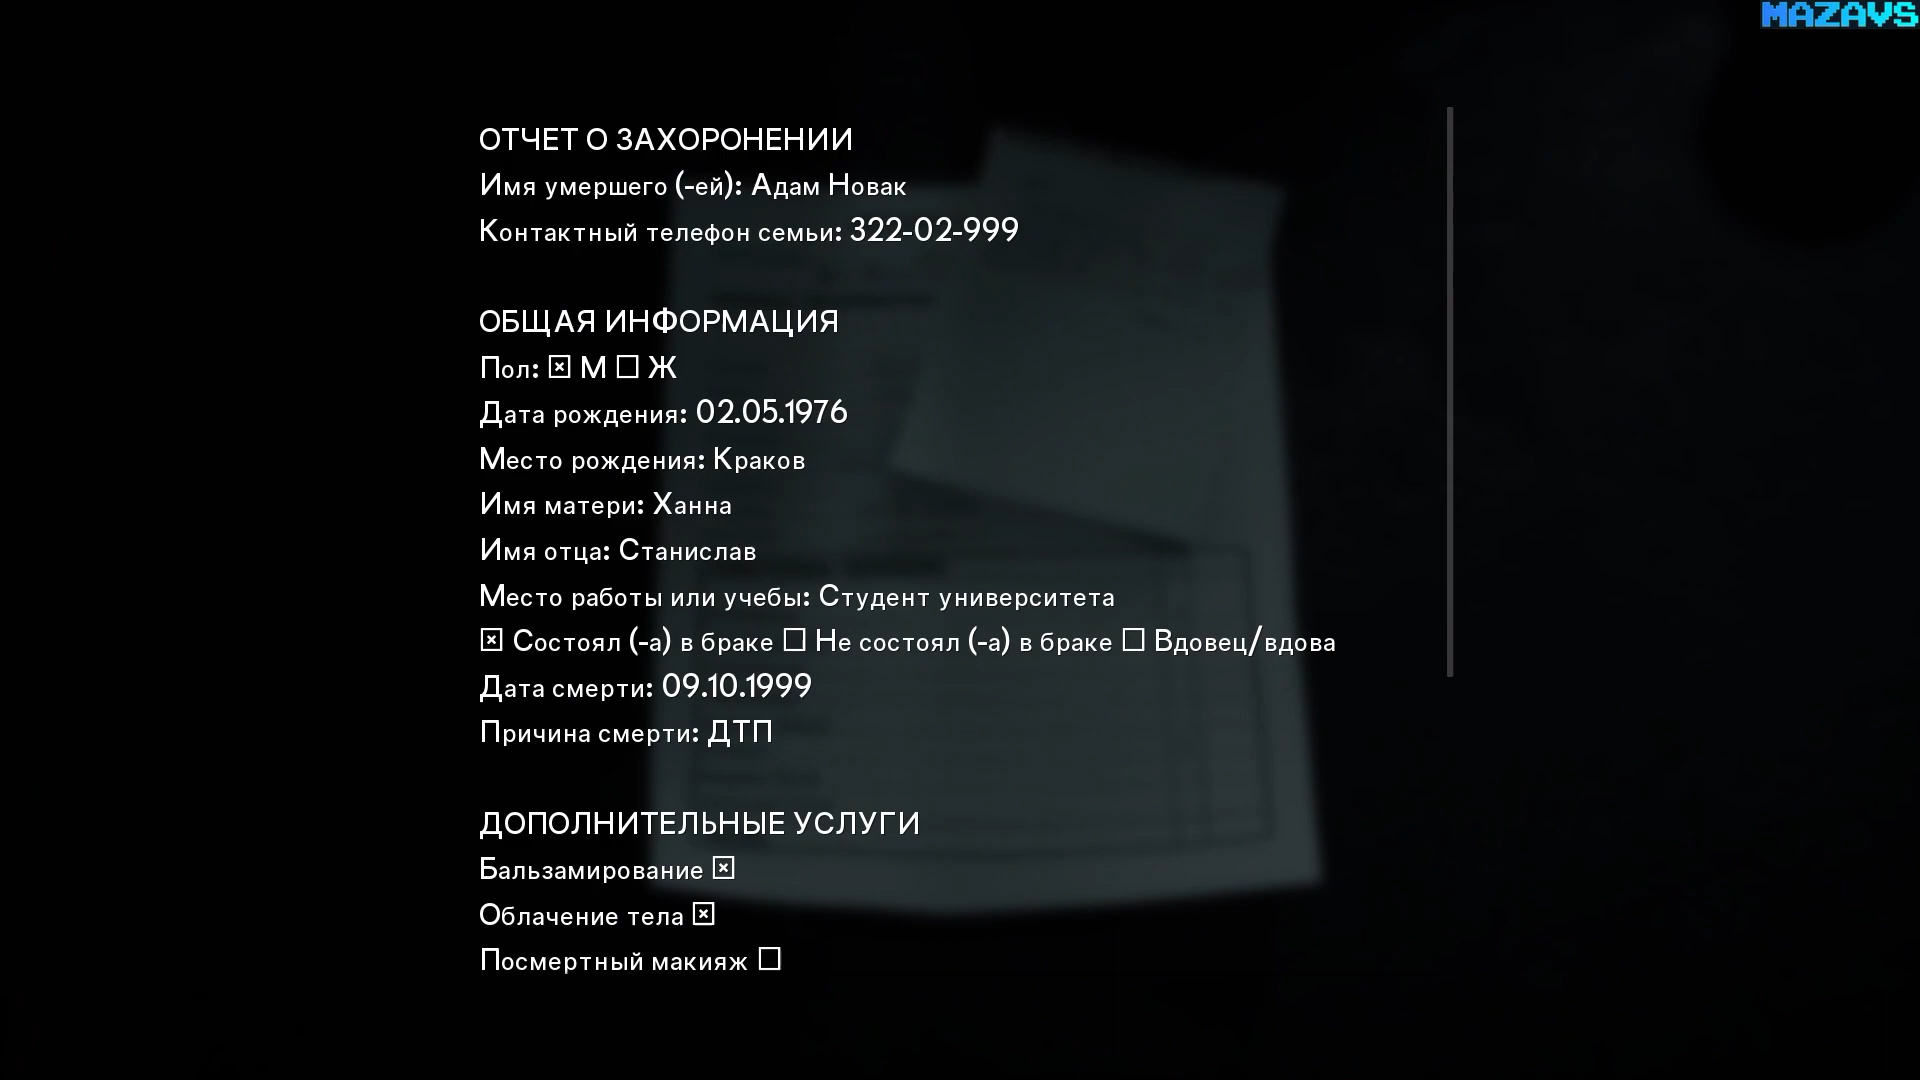 MAZAVS
ОТЧЕТ О ЗАХОРОНЕНИИ
Имя умершего (-ей): Адам Новак
Контактный телефон семьи: 322-02-999
ОБЩАЯ ИНФОРМАЦИЯ
Пол: ☒ М ☐ Ж
Дата рождения: 02.05.1976
Место рождения: Краков
Имя матери: Ханна
Имя отца: Станислав
Место работы или учебы: Студент университета
☒ Состоял (-а) в браке ☐ Не состоял (-а) в браке ☐ Вдовец/вдова
Дата смерти: 09.10.1999
Причина смерти: ДТП
ДОПОЛНИТЕЛЬНЫЕ УСЛУГИ
Бальзамирование ☒
Облачение тела ☒
Посмертный макияж ☐